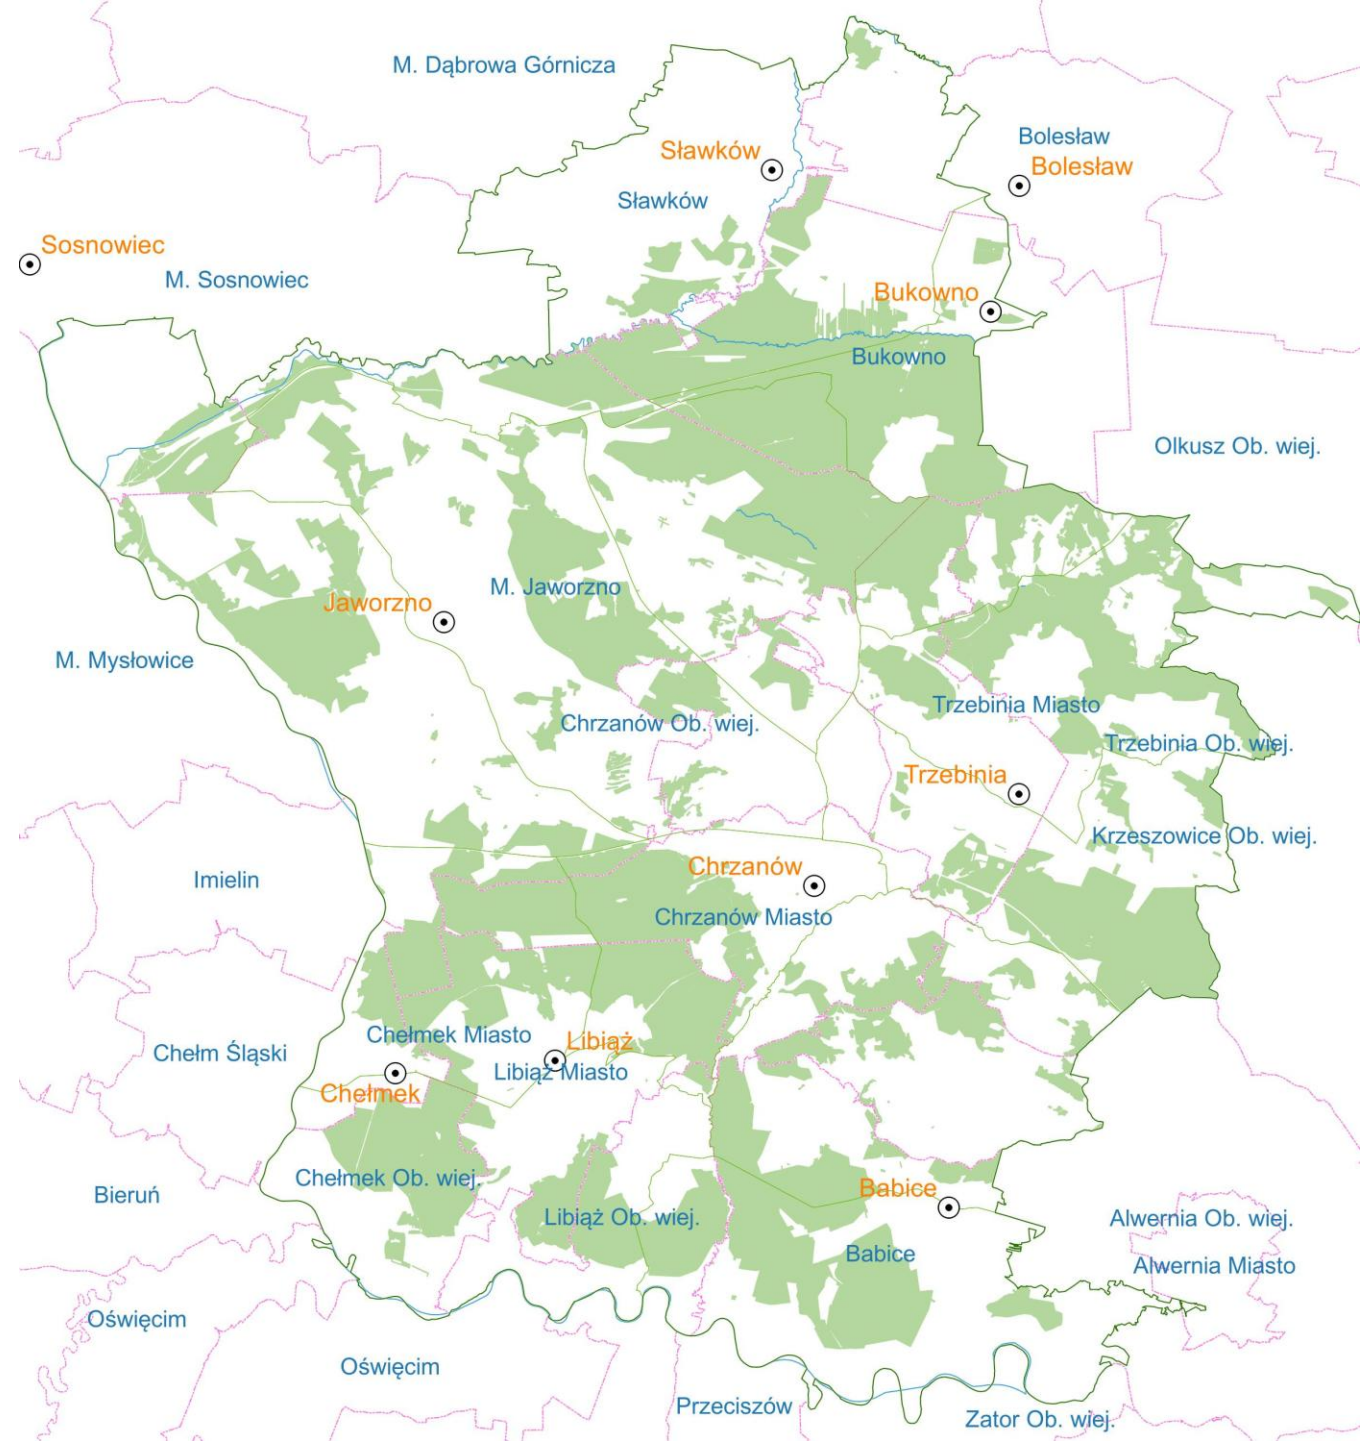 M. Dąbrowa Górnicza
Bolesław
Sławków
Bolesław
Sławków
Sosnowiec
M. Sosnowiec
Bukowno
Bukowno
Olkusz Ob. wiej.
M. Jaworzno
Jaworzno
M. Mysłowice
Trzebinia Miasto
Chrzanów Ob. wiej.
Trzebinia Ob. wiej.
Trzebinia
Krzeszowice Ob. wiej.
Chrzanów
Imielin
Chrzanów Miasto
Chełmek Miasto
Libiąż
Chełm Śląski
Libiąż Miasto
Chełmek
Chełmek Ob. wiej.
Babice
Bieruń
Libiąż Ob. wiej.
Alwernia Ob. wiej.
Babice
Alwernia Miasto
Oświęcim
Oświęcim
Przeciszów
Zator Ob. wiej.